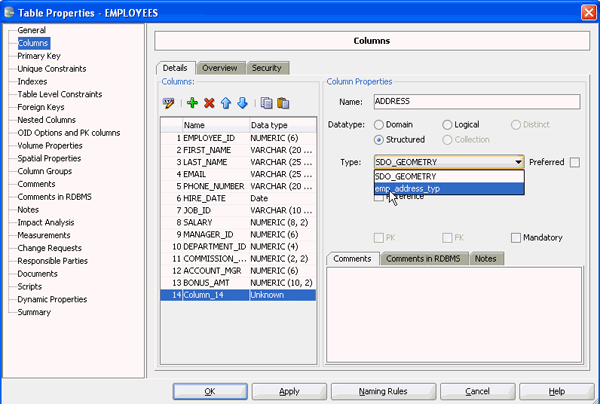 Table Properties - EMPLOYEES
General
Columns
Primary Key
Unique Constraints
Indexes
Table Level Constraints
Foreign Keys
Nested Columns
OID Options and PK columns
Volume Properties
Spatial Properties
Column Groups
Comments
Comments in RDBMS
Notes
Impact Analysis
Measurements
Change Requests
Responsible Parties
Documents
Scripts
Dynamic Properties
Summary
Columns
Details Overview Security
Columns:
Name Data type
1 EMPLOYEE_ID NUMERIC (6)
2 FIRST_NAME VARCHAR (20 ...
3 LAST_NAME VARCHAR (25 ...
4 EMAIL VARCHAR (25 ...
5 PHONE_NUMBER VARCHAR (20 ...
6 HIRE_DATE Date
7 JOB_ID VARCHAR (10 ...
8 SALARY NUMERIC (8, 2)
9 MANAGER_ID NUMERIC (6)
10 DEPARTMENT_ID NUMERIC (4)
11 COMMISSION_... NUMERIC (2, 2)
12 ACCOUNT_MGR NUMERIC (6)
13 BONUS_AMT NUMERIC (10, 2)
14 Column_14 Unknown
Column Properties
Name: ADDRESS
Datatype: Domain Logical Distinct
Structured Collection
Type: SDO_GEOMETRY Preferred
SDO_GEOMETRY
emp_address_typ
PK FK Mandatory
Comments Comments in RDBMS Notes
OK Apply Naming Rules Cancel Help